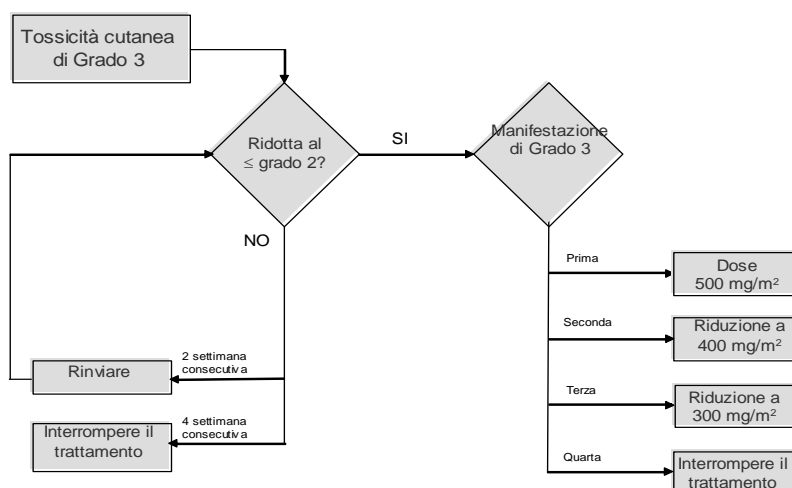 Tossicità cutanea
di Grado 3
Ridotta al
≤ grado 2?
SI
Manifestazione
di Grado 3
NO
Prima
Dose
500 mg/m²
Seconda
Riduzione a
400 mg/m²
2 settimana
consecutiva
Rinviare
Terza
Riduzione a
300 mg/m²
4 settimana
consecutiva
Interrompere il
trattamento
Quarta
Interrompere il
trattamento